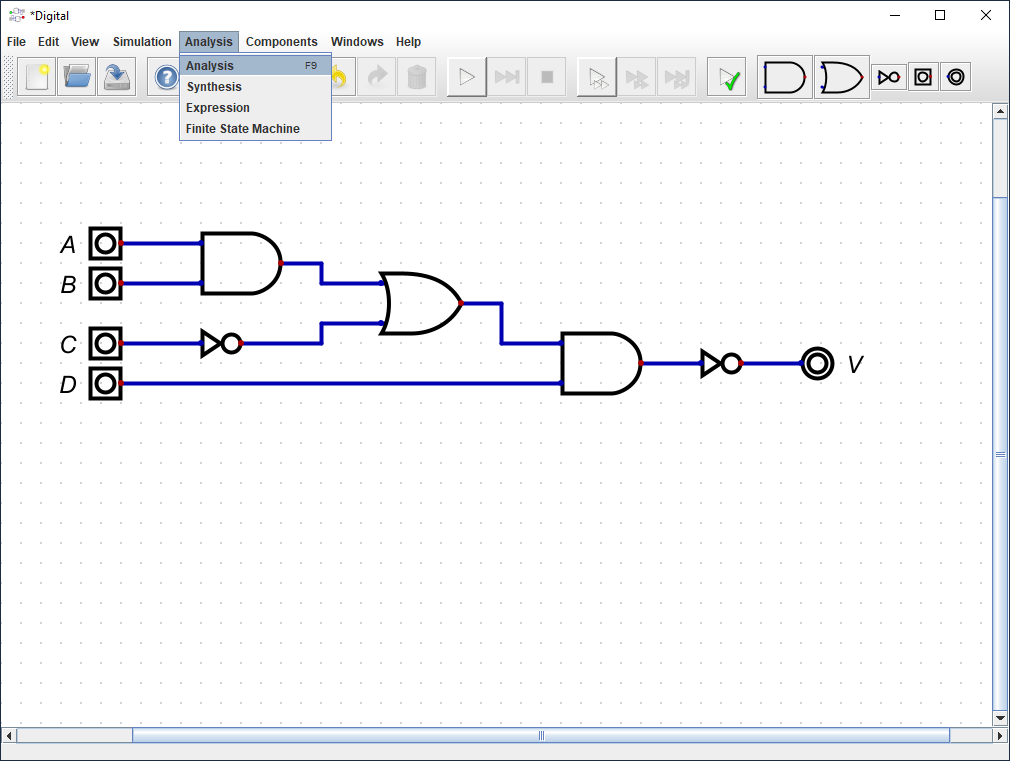 *Digital
File Edit View Simulation Analysis Components Windows Help
Analysis F9
Synthesis
Expression
Finite State Machine
?
A
B
C
D
V